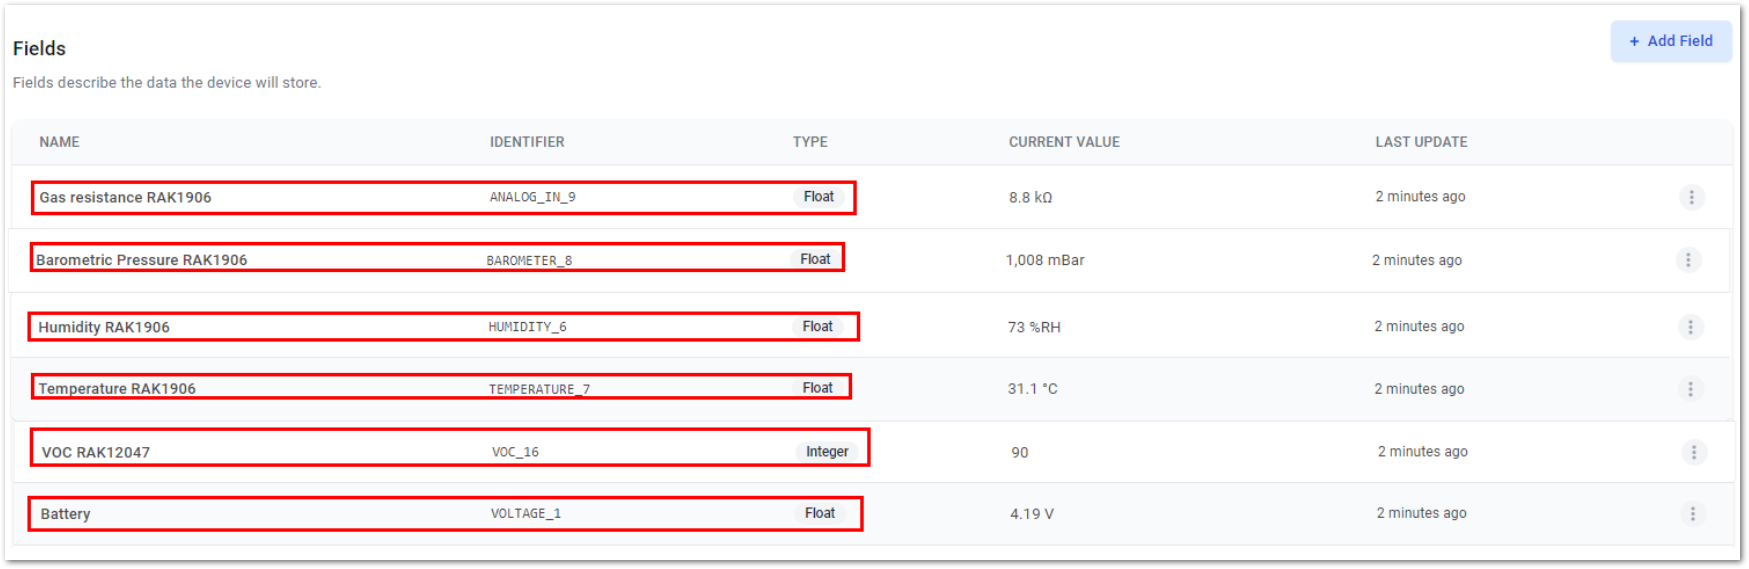 Fields
+ Add Field
Fields describe the data the device will store.
NAME IDENTIFIER TYPE CURRENT VALUE LAST UPDATE
Gas resistance RAK1906 ANALOG_IN_9 Float 8.8 kΩ 2 minutes ago
Barometric Pressure RAK1906 BAROMETER_8 Float 1,008 mBar 2 minutes ago
Humidity RAK1906 HUMIDITY_6 Float 73 %RH 2 minutes ago
Temperature RAK1906 TEMPERATURE_7 Float 31.1 °C 2 minutes ago
VOC RAK12047 VOC_16 Integer 90 2 minutes ago
Battery VOLTAGE_1 Float 4.19 V 2 minutes ago